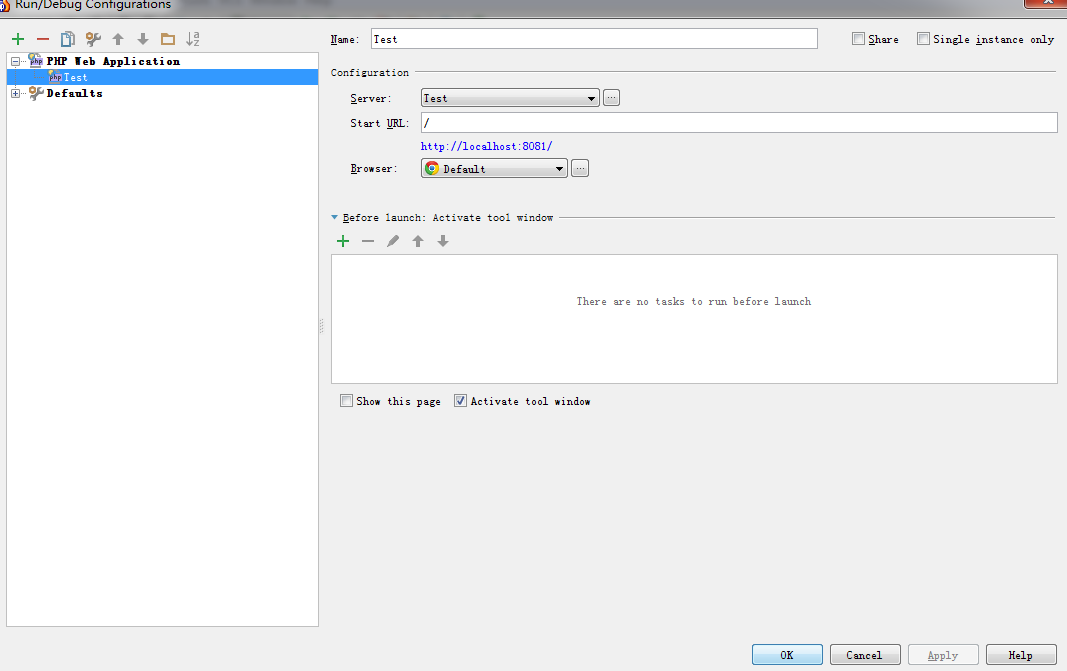 Run/Debug Configurations
Name: Test Share Single instance only
PHP Web Application
Test
Defaults
Configuration
Server: Test
Start URL: /
http://localhost:8081/
Browser: Default
Before launch: Activate tool window
There are no tasks to run before launch
Show this page Activate tool window
OK Cancel Apply Help